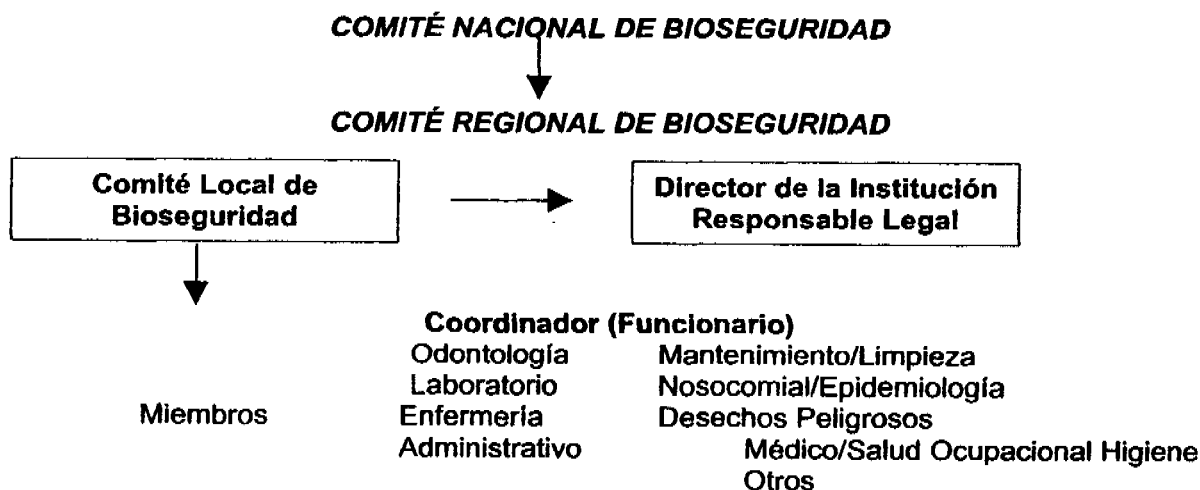 COMITÉ NACIONAL DE BIOSEGURIDAD
COMITÉ REGIONAL DE BIOSEGURIDAD
Comité Local de
Bioseguridad
Director de la Institución
Responsable Legal
Coordinador (Funcionario)
Odontología Mantenimiento/Limpieza
Laboratorio Nosocomial/Epidemiología
Miembros Enfermería Desechos Peligrosos
Administrativo Médico/Salud Ocupacional Higiene
Otros